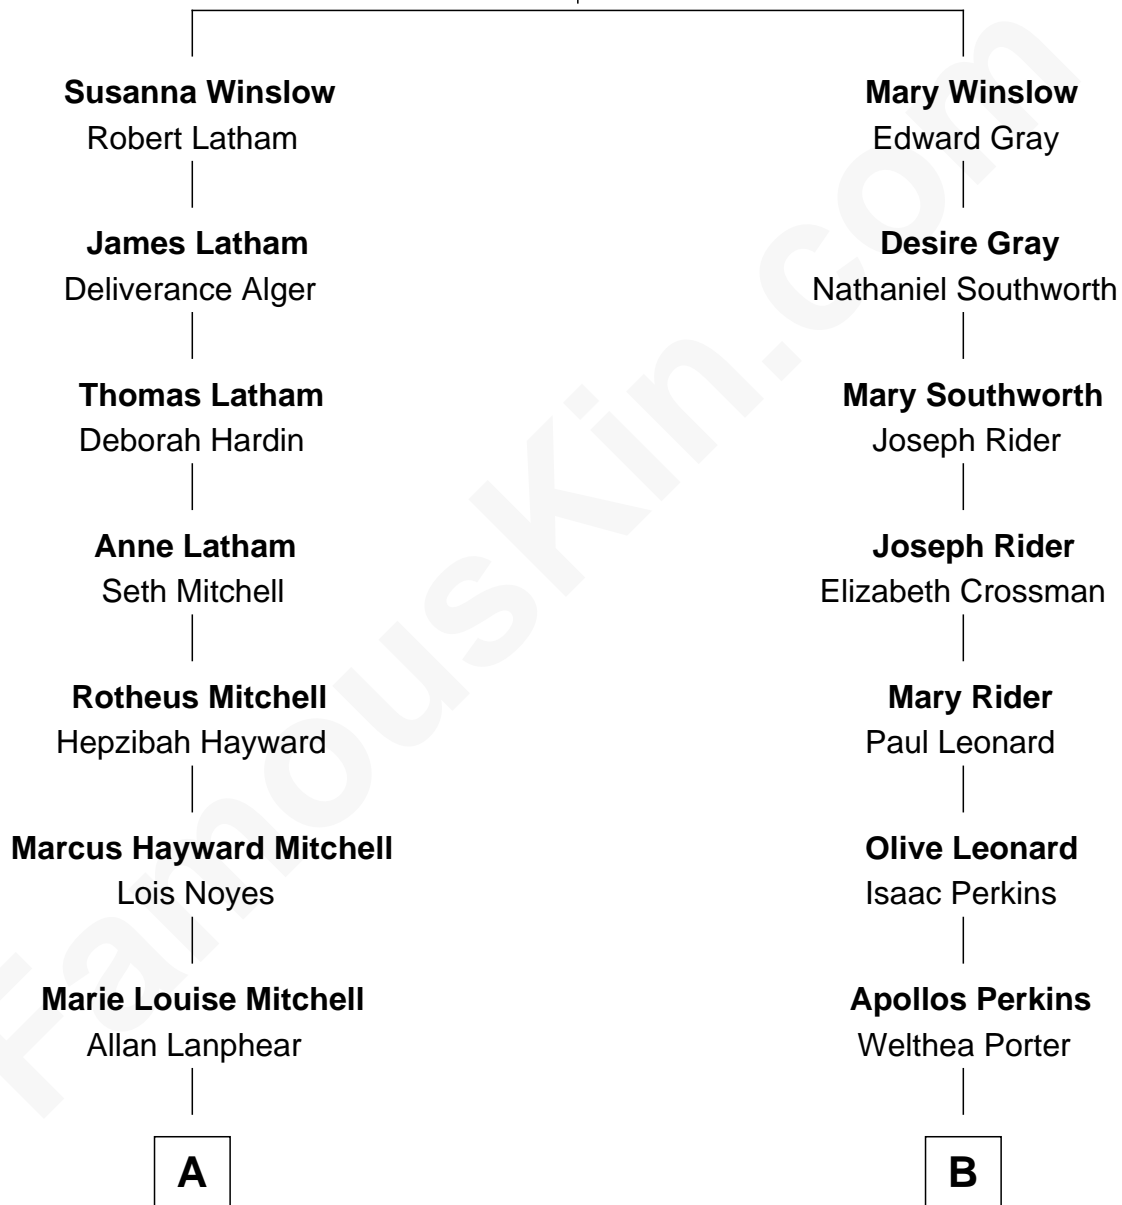 Susanna Winslow
Robert Latham
James Latham
Deliverance Alger
Thomas Latham
Deborah Hardin
Anne Latham
Seth Mitchell
Rotheus Mitchell
Hepzibah Hayward
Marcus Hayward Mitchell
Lois Noyes
Marie Louise Mitchell
Allan Lanphear
A
Mary Winslow
Edward Gray
Desire Gray
Nathaniel Southworth
Mary Southworth
Joseph Rider
Joseph Rider
Elizabeth Crossman
Mary Rider
Paul Leonard
Olive Leonard
Isaac Perkins
Apollos Perkins
Welthea Porter
B
FamousKin.com